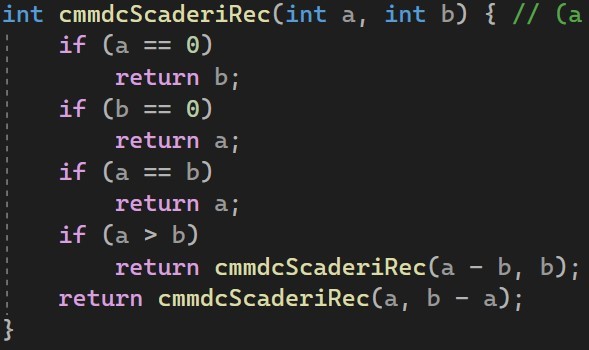 int cmmdcScaderiRec(int a, int b) { // (a
if (a == 0)
return b;
if (b == 0)
return a;
if (a == b)
return a;
if (a > b)
return cmmdcScaderiRec(a - b, b);
return cmmdcScaderiRec(a, b - a);
}